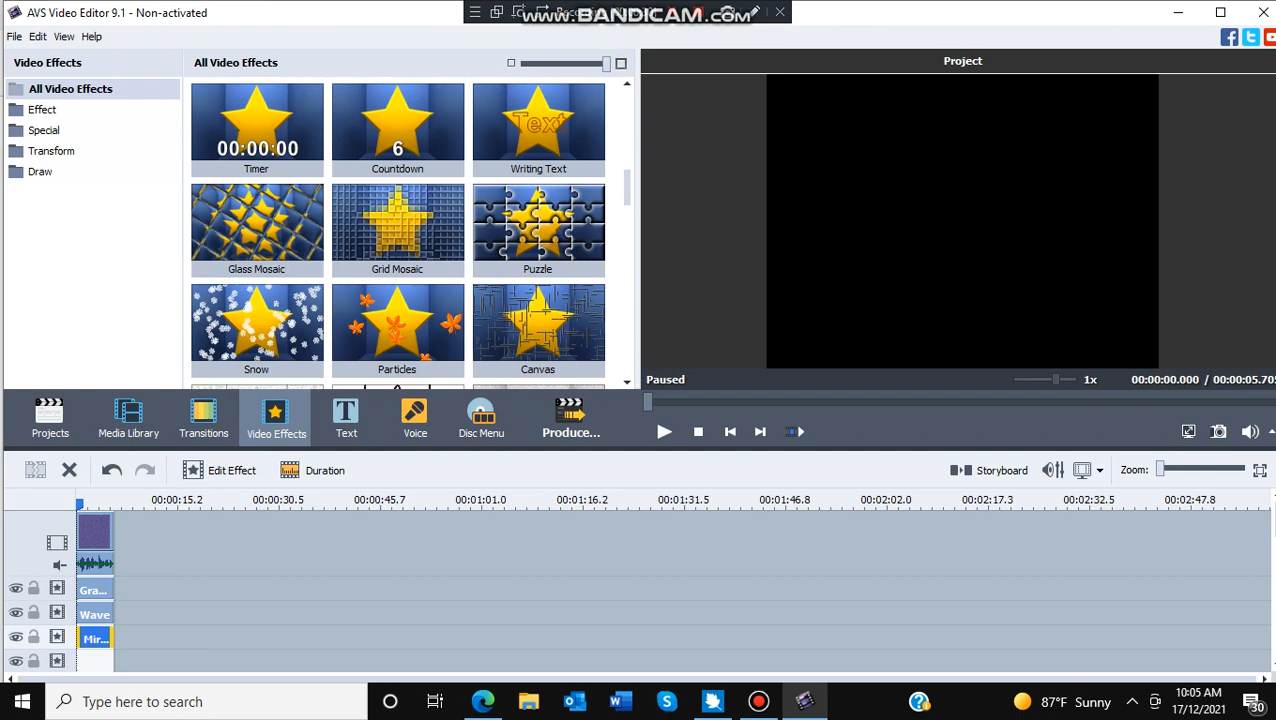 AVS Video Editor 9.1 - Non-activated
www.BANDICAM.com
File Edit View Help
Video Effects
All Video Effects
Project
All Video Effects
Effect
Special
Transform
Draw
00:00:00
6
Text
Timer
Countdown
Writing Text
Glass Mosaic
Grid Mosaic
Puzzle
Snow
Particles
Canvas
Paused
1x
00:00:00.000 / 00:00:05.705
Projects
Media Library
Transitions
Video Effects
Text
Voice
Disc Menu
Produce...
Edit Effect
Duration
Storyboard
Zoom:
00:00:15.2 00:00:30.5 00:00:45.7 00:01:01.0 00:01:16.2 00:01:31.5 00:01:46.8 00:02:02.0 00:02:17.3 00:02:32.5 00:02:47.8
Gra...
Wave
Mir...
Type here to search
87°F Sunny
10:05 AM
17/12/2021
30